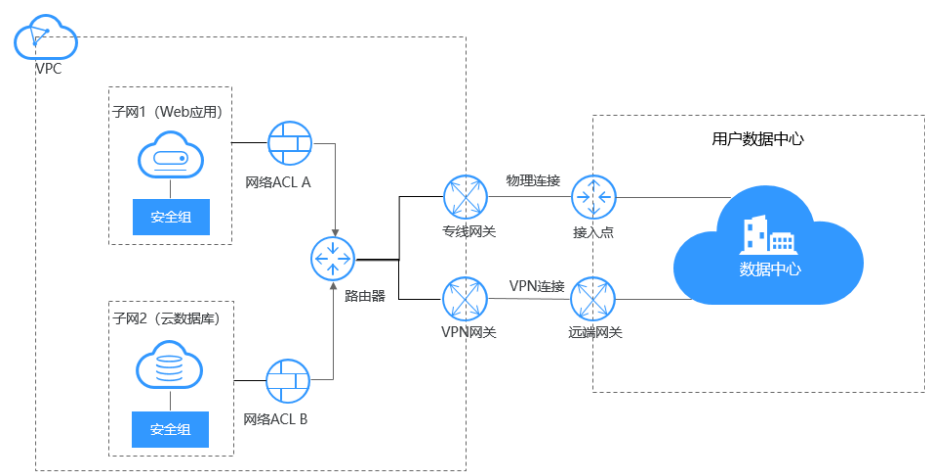 VPC
子网1（Web应用）
安全组
网络ACL A
路由器
子网2（云数据库）
安全组
网络ACL B
专线网关
物理连接
接入点
VPN网关
VPN连接
远端网关
用户数据中心
数据中心